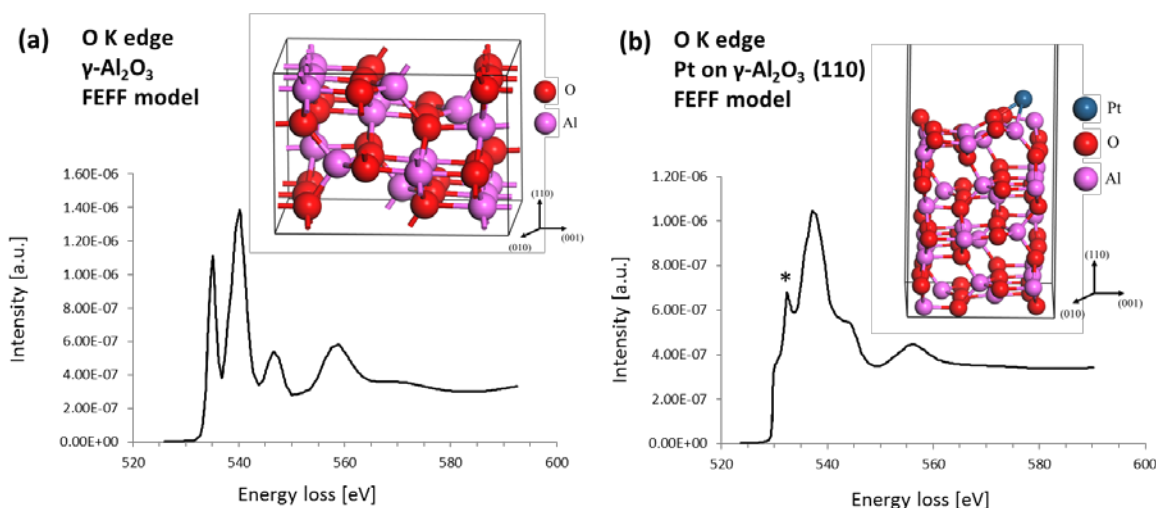 (a) O K edge
γ-Al₂O₃
FEFF model
O
Al
(110)
(010)
(001)
Intensity [a.u.]
1.60E-06
1.40E-06
1.20E-06
1.00E-06
8.00E-07
6.00E-07
4.00E-07
2.00E-07
0.00E+00
520
540
560
580
600
Energy loss [eV]
(b) O K edge
Pt on γ-Al₂O₃ (110)
FEFF model
Pt
O
Al
(110)
(010)
(001)
Intensity [a.u.]
1.20E-06
1.00E-06
8.00E-07
6.00E-07
4.00E-07
2.00E-07
0.00E+00
*
520
540
560
580
600
Energy loss [eV]